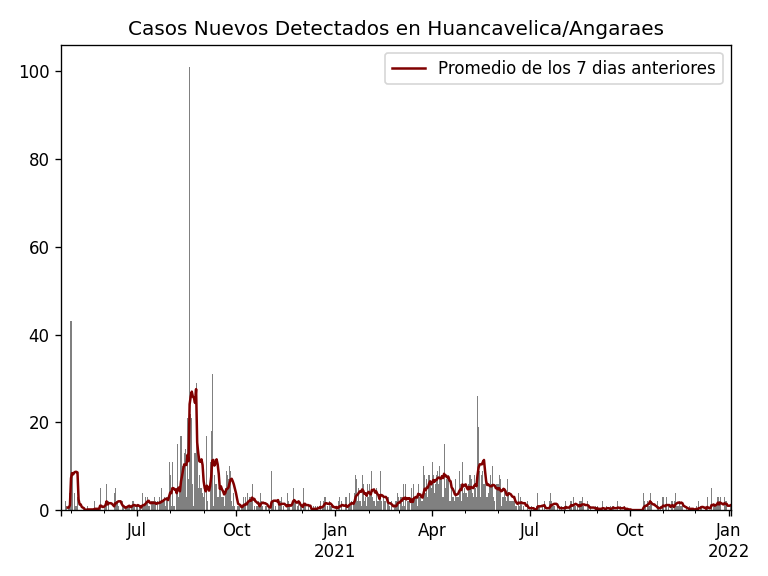 Casos Nuevos Detectados en Huancavelica/Angaraes
Promedio de los 7 dias anteriores
100
80
60
40
20
0
Jul Oct Jan Apr Jul Oct Jan
2021 2022